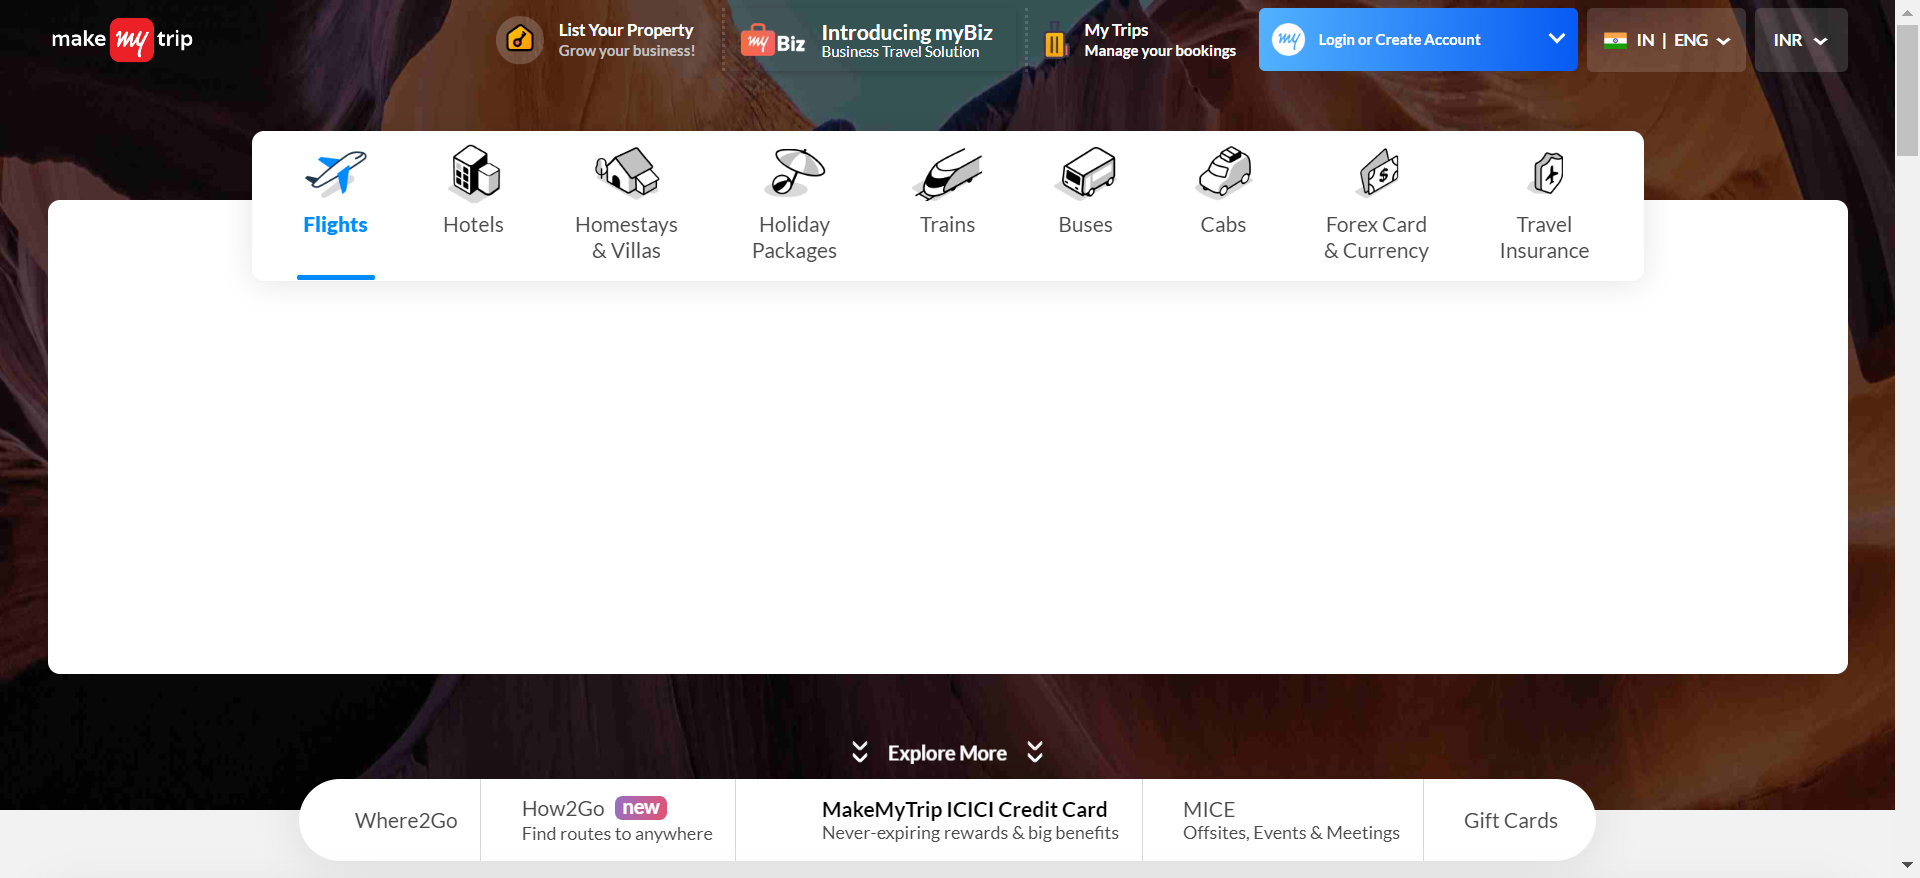 make my trip
List Your Property
Grow your business!
my Biz
Introducing myBiz
Business Travel Solution
My Trips
Manage your bookings
my
Login or Create Account
IN | ENG
INR
Flights
Hotels
Homestays
& Villas
Holiday
Packages
Trains
Buses
Cabs
Forex Card
& Currency
Travel
Insurance
Explore More
Where2Go
How2Go new
Find routes to anywhere
MakeMyTrip ICICI Credit Card
Never-expiring rewards & big benefits
MICE
Offsites, Events & Meetings
Gift Cards